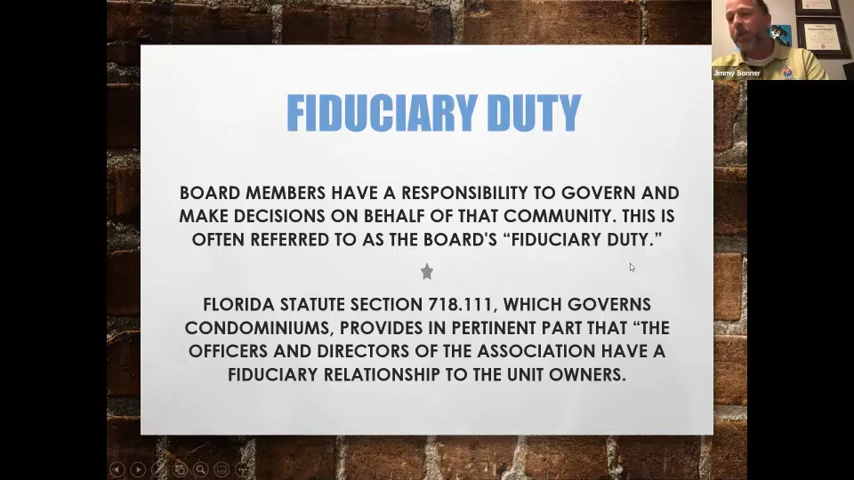 FIDUCIARY DUTY
BOARD MEMBERS HAVE A RESPONSIBILITY TO GOVERN AND
MAKE DECISIONS ON BEHALF OF THAT COMMUNITY. THIS IS
OFTEN REFERRED TO AS THE BOARD'S “FIDUCIARY DUTY.”
FLORIDA STATUTE SECTION 718.111, WHICH GOVERNS
CONDOMINIUMS, PROVIDES IN PERTINENT PART THAT “THE
OFFICERS AND DIRECTORS OF THE ASSOCIATION HAVE A
FIDUCIARY RELATIONSHIP TO THE UNIT OWNERS.
Jimmy Bonner